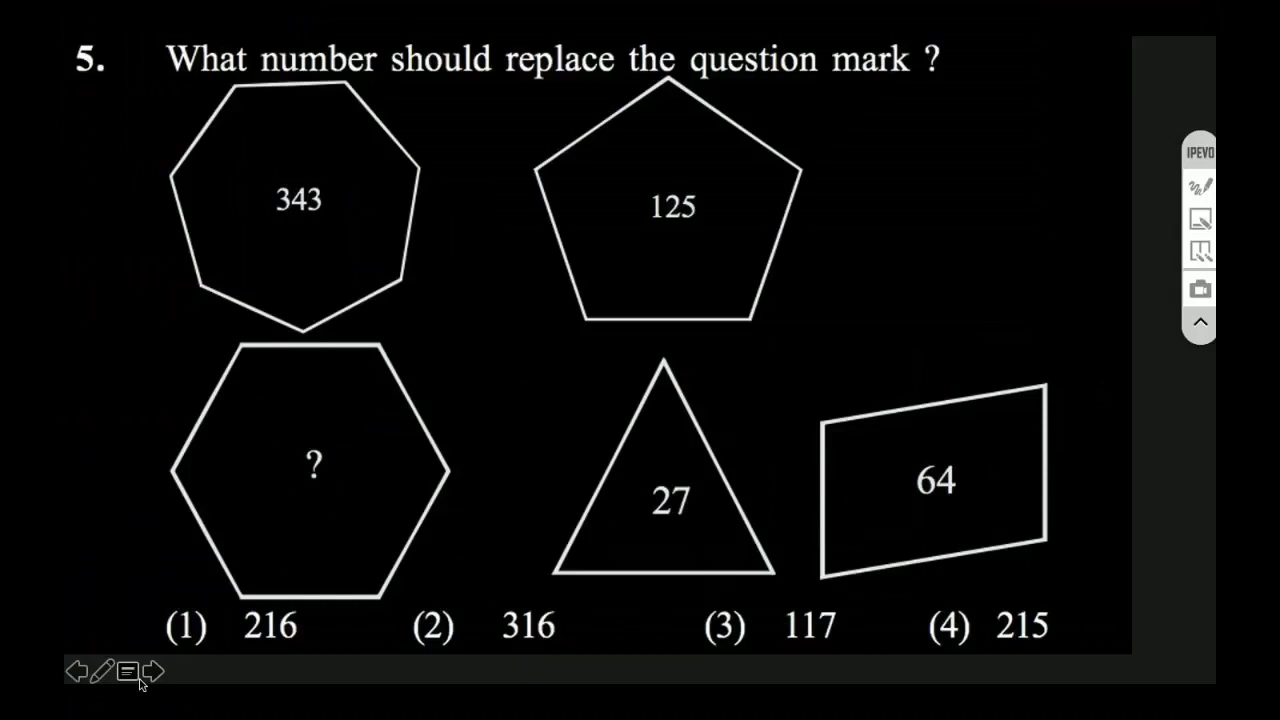 5. What number should replace the question mark ?
343
125
?
27
64
(1) 216 (2) 316 (3) 117 (4) 215
IPEVO